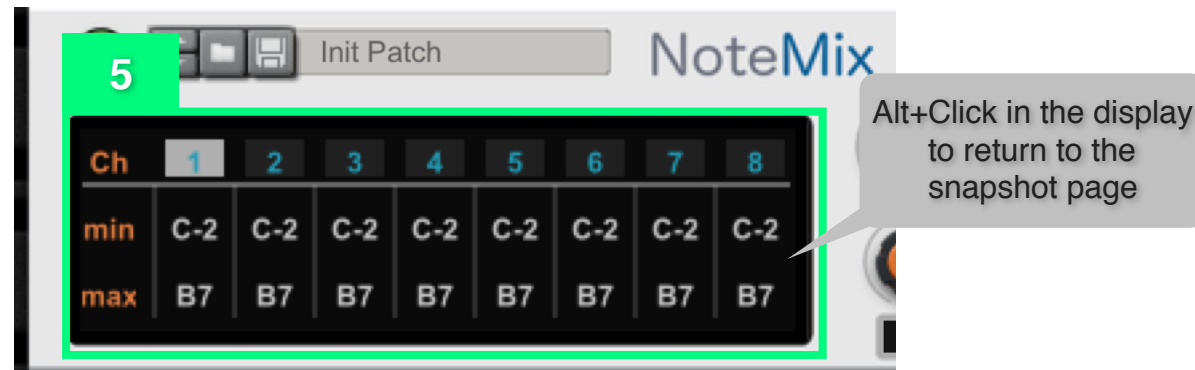 5
Init Patch
NoteMix
Alt+Click in the display
to return to the
snapshot page
Ch 1 2 3 4 5 6 7 8
min C-2 C-2 C-2 C-2 C-2 C-2 C-2 C-2
max B7 B7 B7 B7 B7 B7 B7 B7